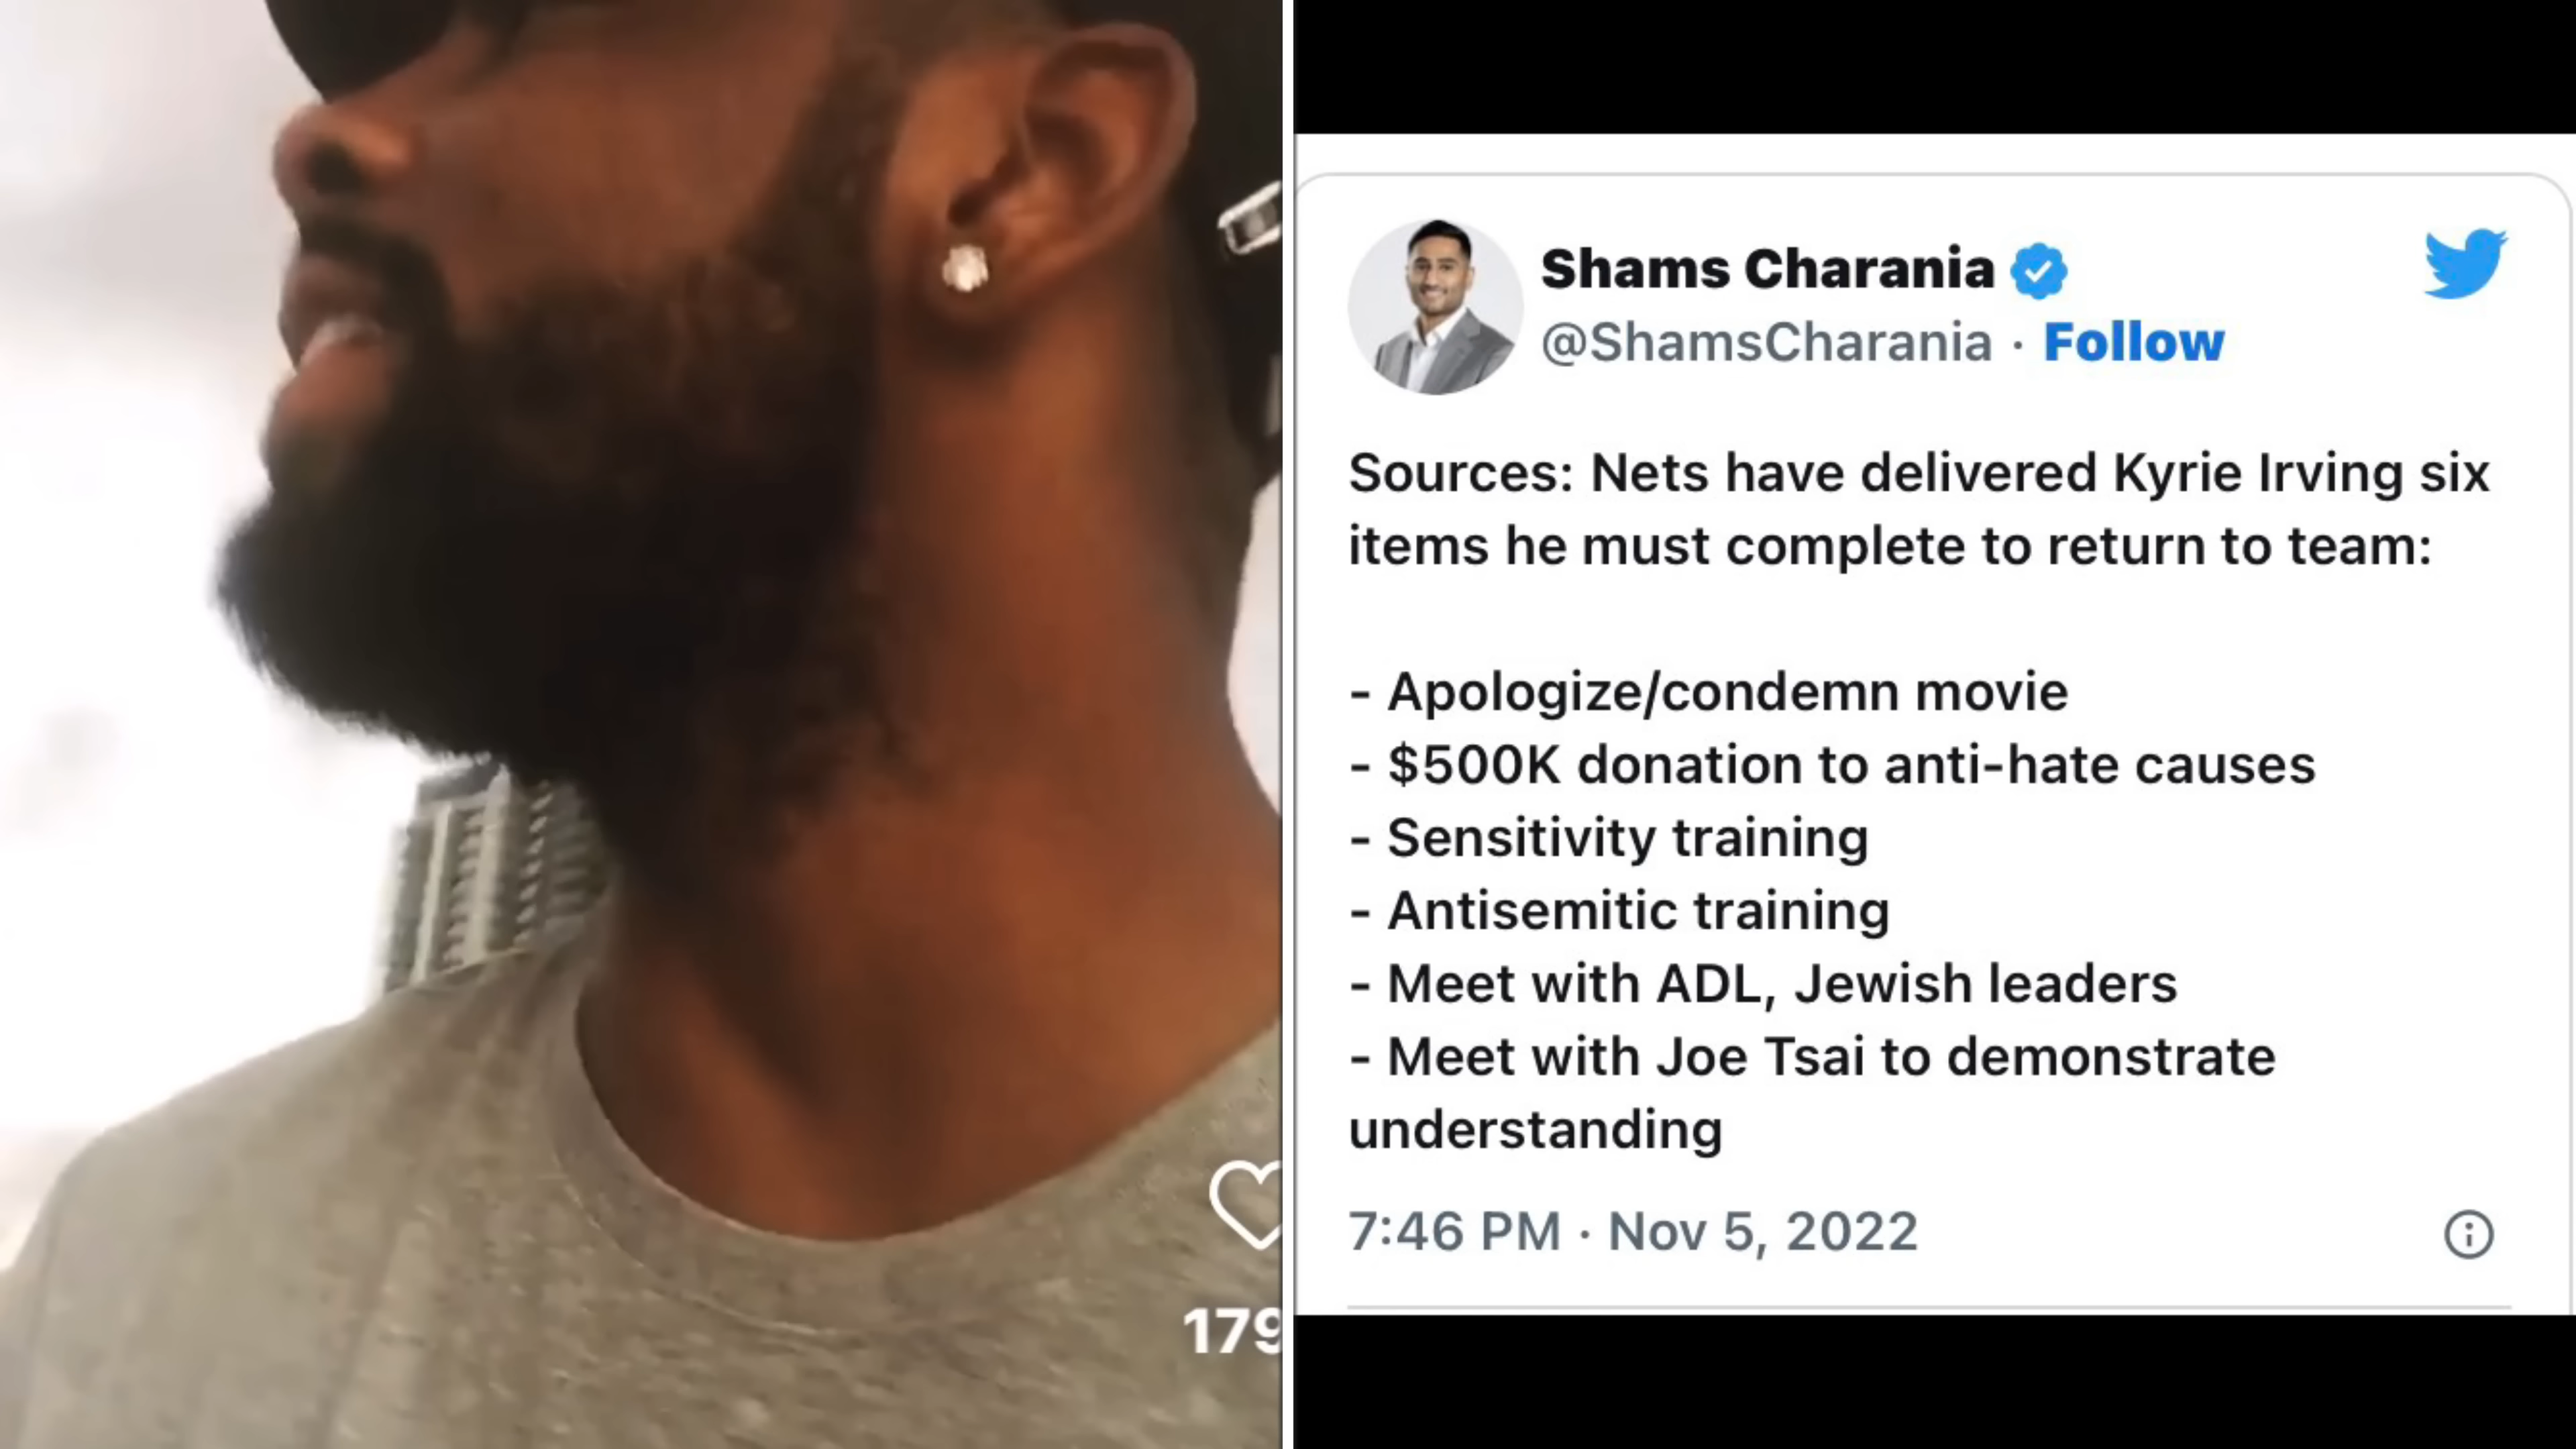 179
Shams Charania
@ShamsCharania · Follow
Sources: Nets have delivered Kyrie Irving six
items he must complete to return to team:
- Apologize/condemn movie
- $500K donation to anti-hate causes
- Sensitivity training
- Antisemitic training
- Meet with ADL, Jewish leaders
- Meet with Joe Tsai to demonstrate
understanding
7:46 PM · Nov 5, 2022